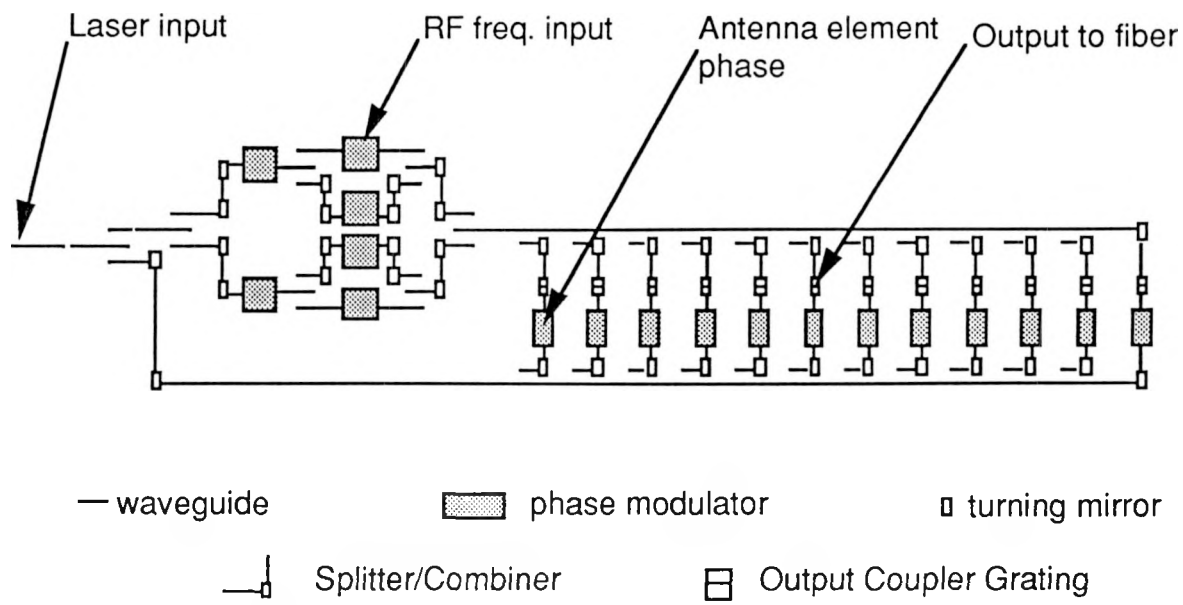 Laser input
RF freq. input
Antenna element
phase
Output to fiber
waveguide
phase modulator
turning mirror
Splitter/Combiner
Output Coupler Grating